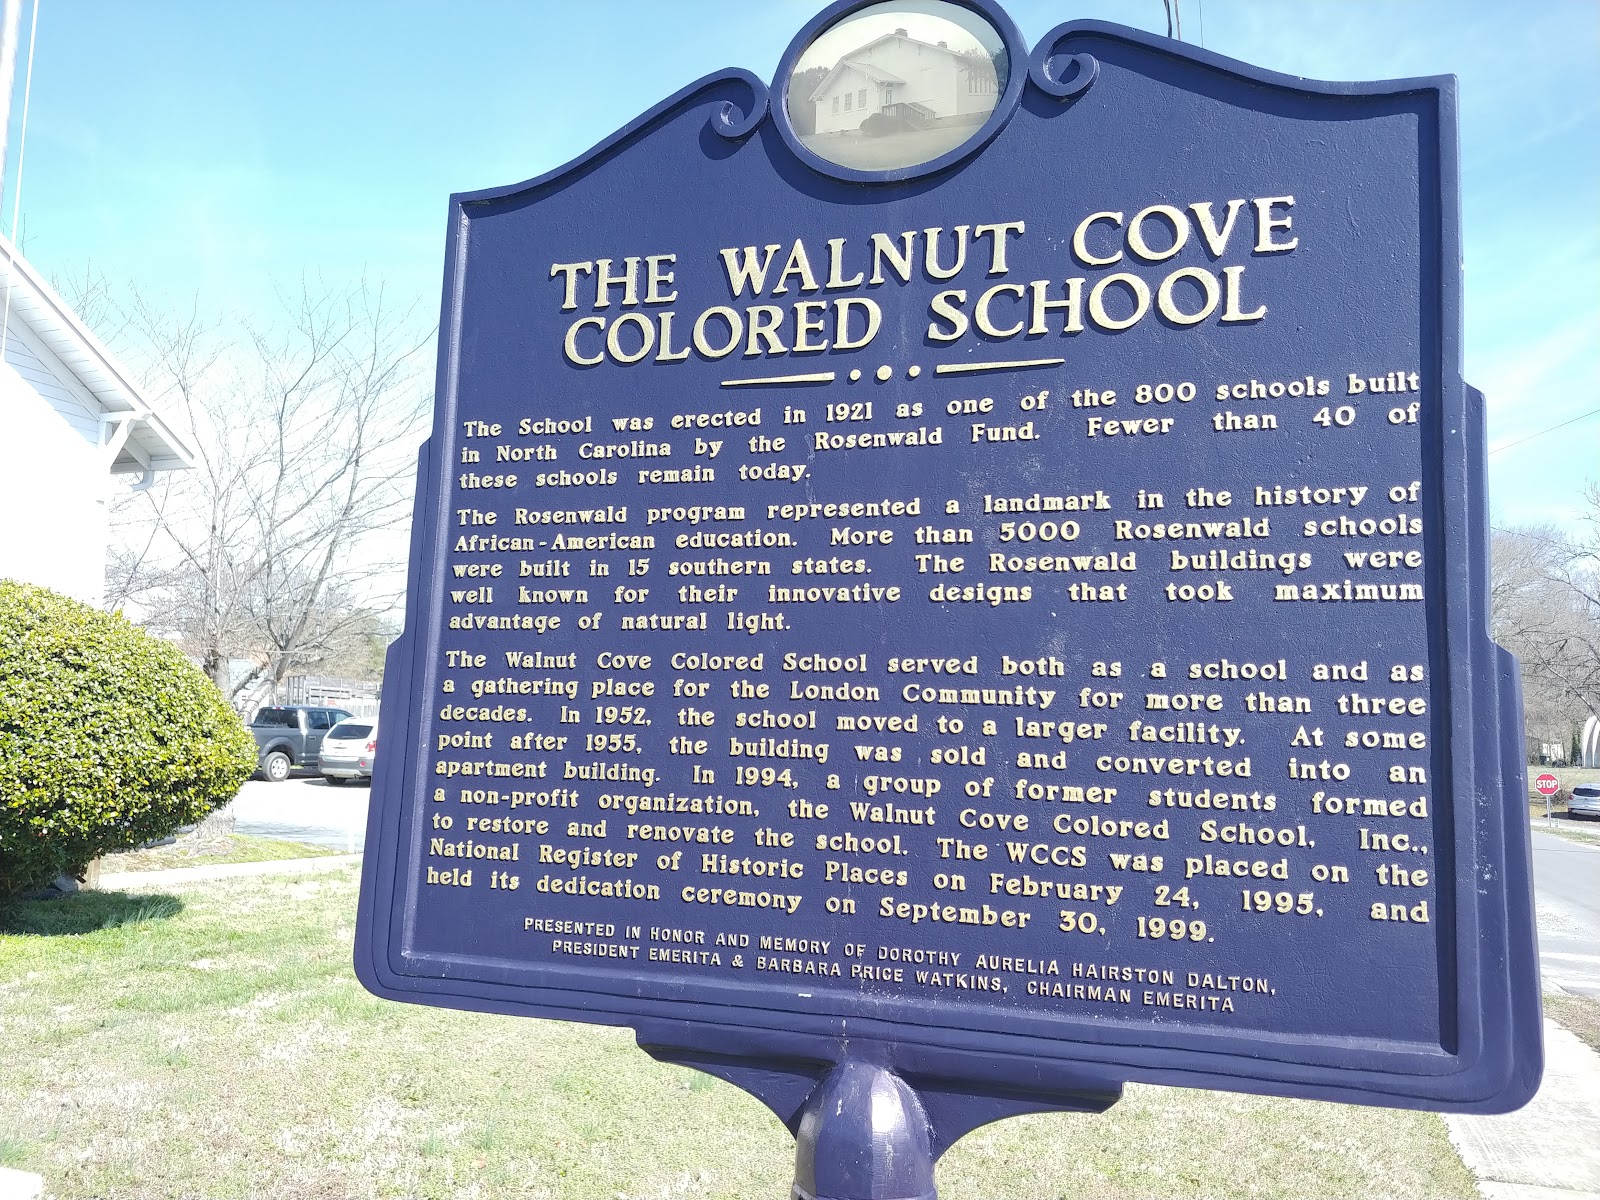 THE WALNUT COVE
COLORED SCHOOL
The School was erected in 1921 as one of the 800 schools built
in North Carolina by the Rosenwald Fund. Fewer than 40 of
these schools remain today.
The Rosenwald program represented a landmark in the history of
African-American education. More than 5000 Rosenwald schools
were built in 15 southern states. The Rosenwald buildings were
well known for their innovative designs that took maximum
advantage of natural light.
The Walnut Cove Colored School served both as a school and as
a gathering place for the London Community for more than three
decades. In 1952, the school moved to a larger facility. At some
point after 1955, the building was sold and converted into an
apartment building. In 1994, a group of former students formed
a non-profit organization, the Walnut Cove Colored School, Inc.,
to restore and renovate the school. The WCCS was placed on the
National Register of Historic Places on February 24, 1995, and
held its dedication ceremony on September 30, 1999.
PRESENTED IN HONOR AND MEMORY OF DOROTHY AURELIA HAIRSTON DALTON,
PRESIDENT EMERITA & BARBARA PRICE WATKINS, CHAIRMAN EMERITA
STOP